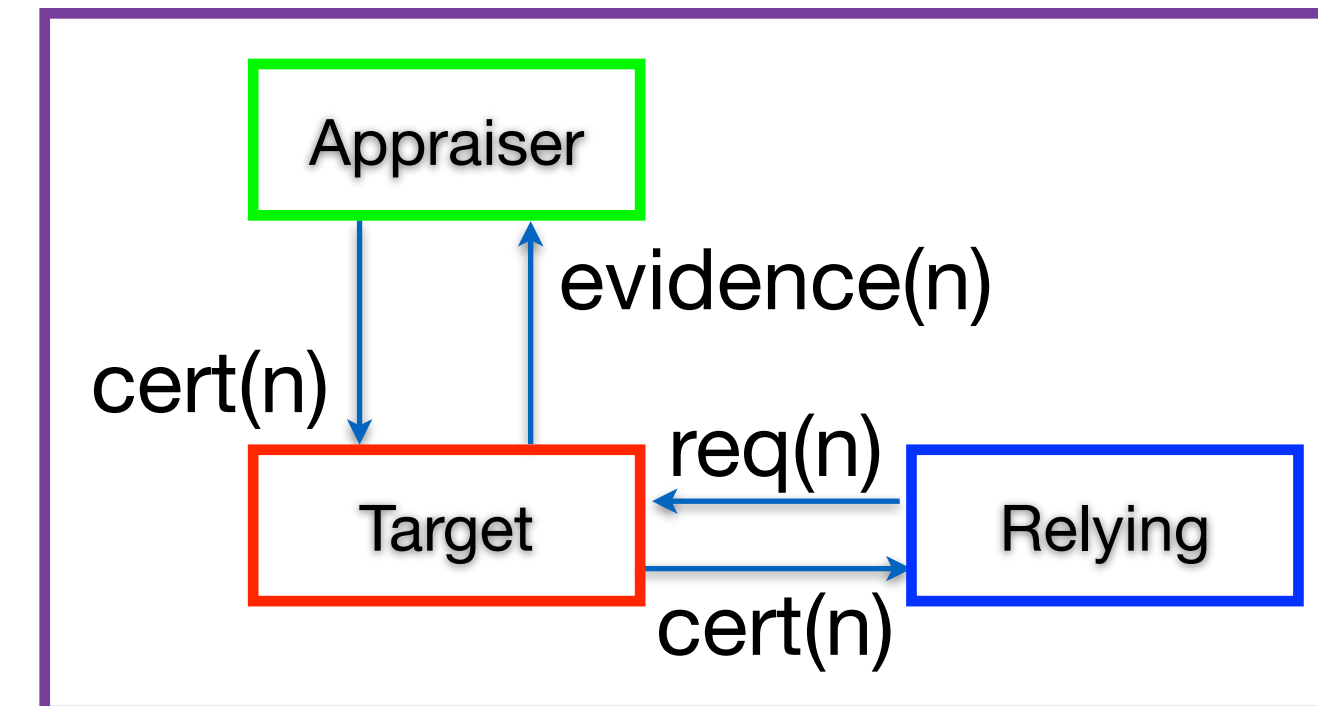 Appraiser
evidence(n)
cert(n)
req(n)
Target
Relying
cert(n)